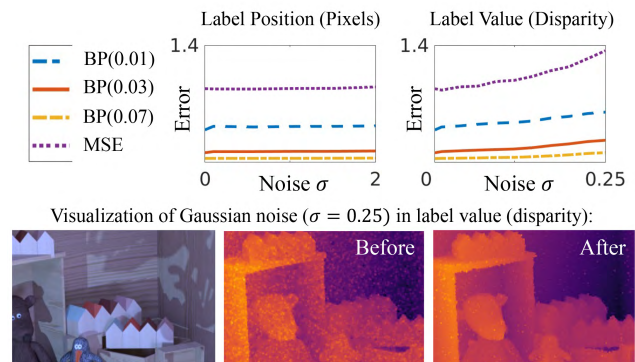 Label Position (Pixels)
Label Value (Disparity)
BP(0.01)
BP(0.03)
BP(0.07)
MSE
1.4
Error
0
Noise σ
2
1.4
Error
0
Noise σ
0.25
Visualization of Gaussian noise (σ = 0.25) in label value (disparity):
Before
After